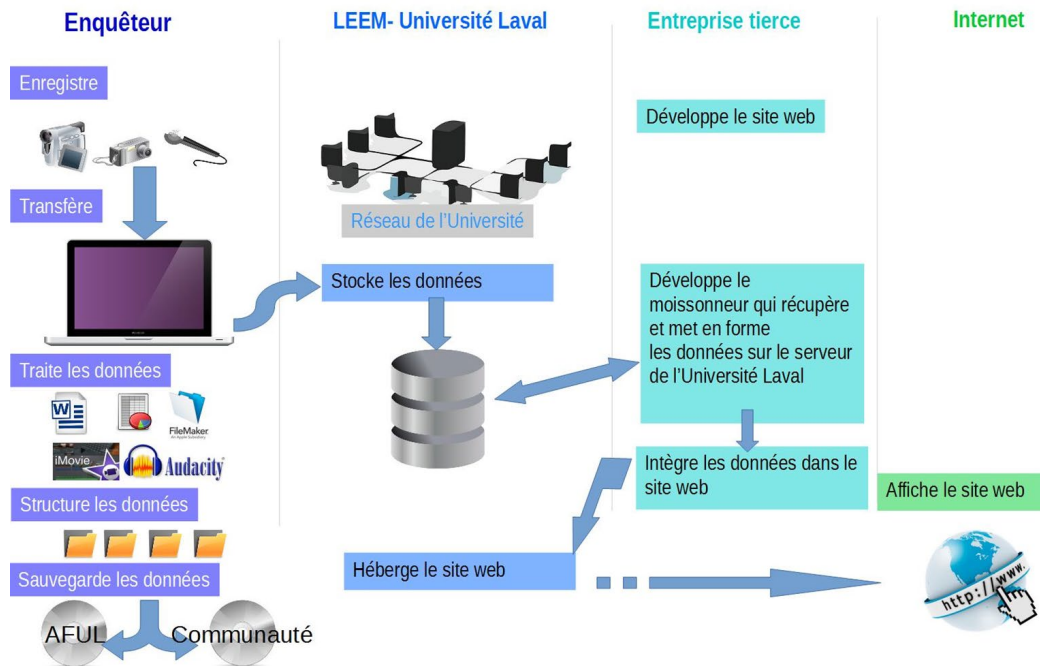 Enquêteur
LEEM- Université Laval
Entreprise tierce
Internet
Enregistre
Transfère
Traite les données
W
FileMaker
iMovie
Audacity
Structure les données
Sauvegarde les données
AFUL
Communauté
Réseau de l'Université
Stocke les données
Héberge le site web
Développe le site web
Développe le
moissonneur qui récupère
et met en forme
les données sur le serveur
de l'Université Laval
Intègre les données dans le
site web
Affiche le site web
http://www.